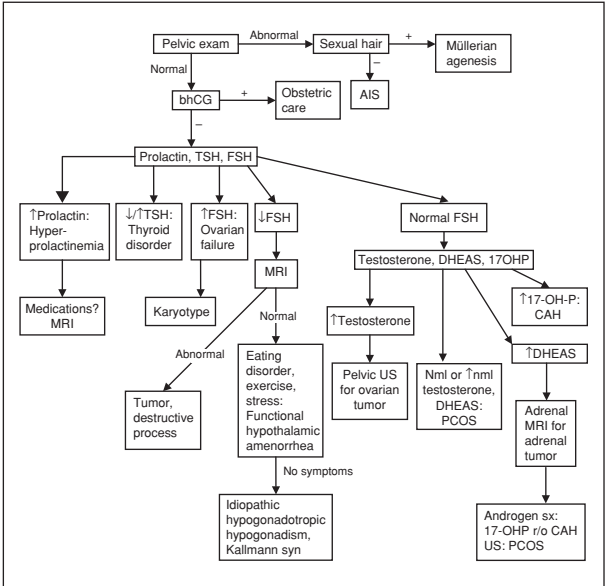 Pelvic exam
Abnormal
Sexual hair
+
Müllerian
agenesis
Normal
–
bhCG
+
Obstetric
care
AIS
–
Prolactin, TSH, FSH
↑Prolactin:
Hyper-
prolactinemia
↓/↑TSH:
Thyroid
disorder
↑FSH:
Ovarian
failure
↓FSH
Normal FSH
MRI
Testosterone, DHEAS, 17OHP
Medications?
MRI
Karyotype
Normal
Abnormal
↑Testosterone
↑17-OH-P:
CAH
↑DHEAS
Tumor,
destructive
process
Eating
disorder,
exercise,
stress:
Functional
hypothalamic
amenorrhea
Pelvic US
for ovarian
tumor
Nml or ↑nml
testosterone,
DHEAS:
PCOS
Adrenal
MRI for
adrenal
tumor
No symptoms
Idiopathic
hypogonadotropic
hypogonadism,
Kallmann syn
Androgen sx:
17-OHP r/o CAH
US: PCOS